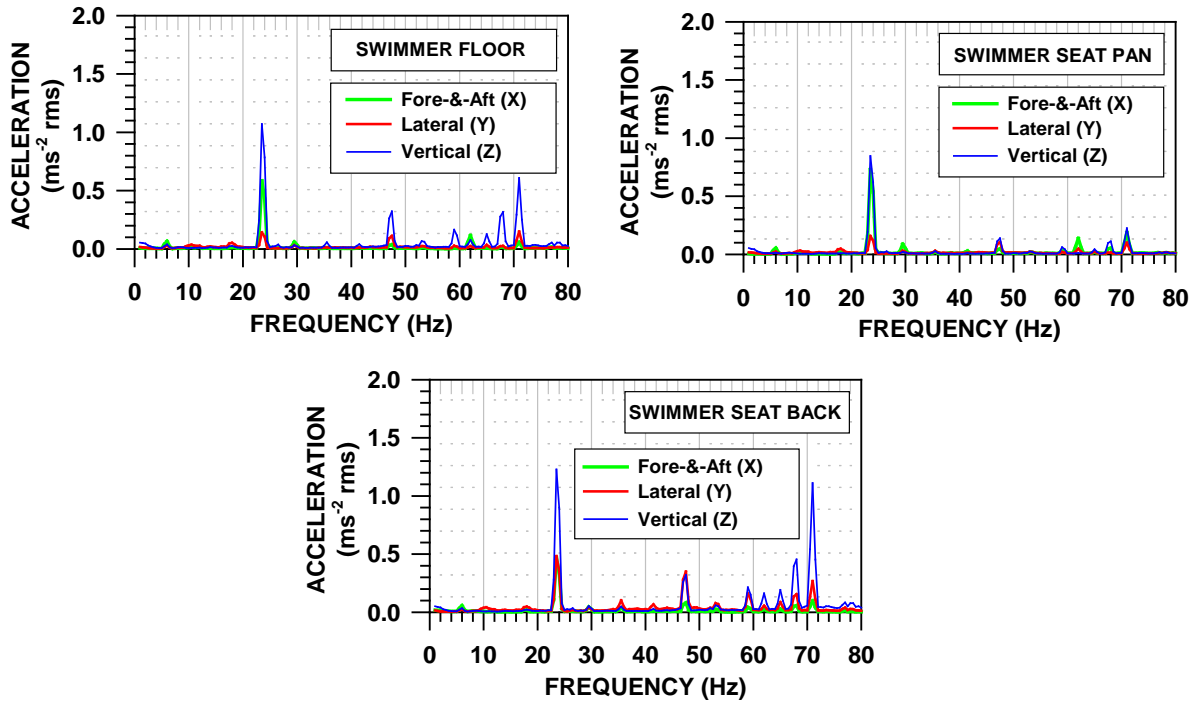 2.0
1.5
1.0
0.5
0.0
ACCELERATION
(ms-2 rms)
SWIMMER FLOOR
Fore-&-Aft (X)
Lateral (Y)
Vertical (Z)
0 10 20 30 40 50 60 70 80
FREQUENCY (Hz)
2.0
1.5
1.0
0.5
0.0
ACCELERATION
(ms-2 rms)
SWIMMER SEAT PAN
Fore-&-Aft (X)
Lateral (Y)
Vertical (Z)
0 10 20 30 40 50 60 70 80
FREQUENCY (Hz)
2.0
1.5
1.0
0.5
0.0
ACCELERATION
(ms-2 rms)
SWIMMER SEAT BACK
Fore-&-Aft (X)
Lateral (Y)
Vertical (Z)
0 10 20 30 40 50 60 70 80
FREQUENCY (Hz)